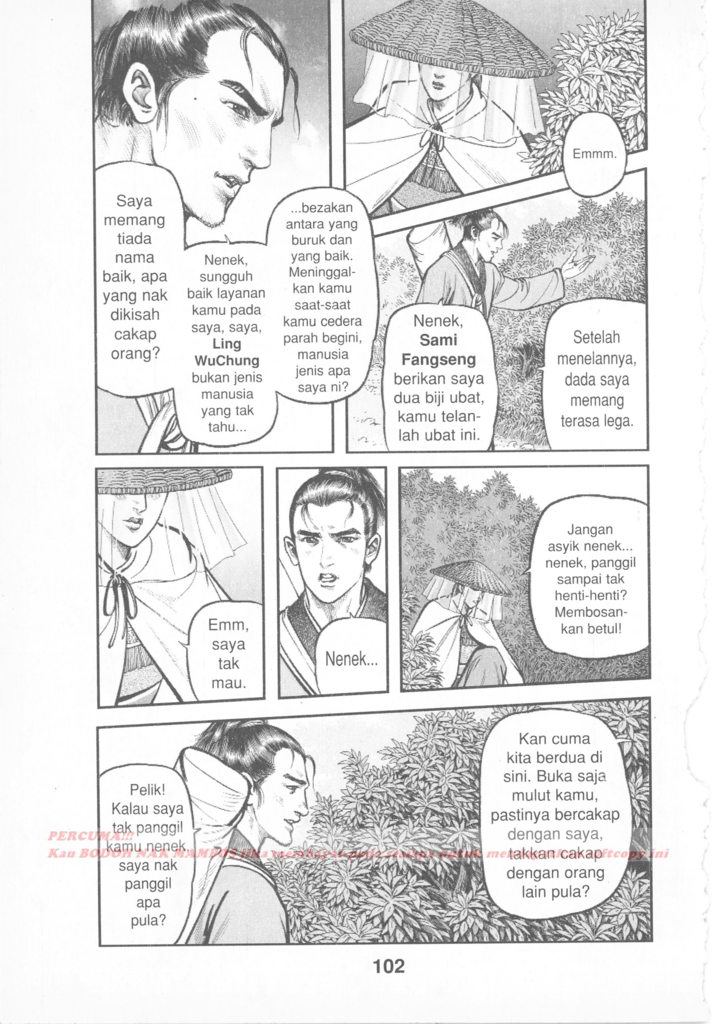 Saya
memang
tiada
nama
baik, apa
yang nak
dikisah
cakap
orang?
Nenek,
sungguh
baik layanan
kamu pada
saya, saya,
Ling
WuChung
bukan jenis
manusia
yang tak
tahu...
...bezakan
antara yang
buruk dan
yang baik.
Meninggal-
kan kamu
saat-saat
kamu cedera
parah begini,
manusia
jenis apa
saya ni?
Emmm.
Nenek,
Sami
Fangseng
berikan saya
dua biji ubat,
kamu telan-
lah ubat ini.
Setelah
menelannya,
dada saya
memang
terasa lega.
Emm,
saya
tak
mau.
Nenek...
Jangan
asyik nenek...
nenek, panggil
sampai tak
henti-henti?
Membosan-
kan betul!
Pelik!
Kalau saya
tak panggil
kamu nenek,
saya nak
panggil
apa
pula?
Kan cuma
kita berdua di
sini. Buka saja
mulut kamu,
pastinya bercakap
dengan saya,
takkan cakap
dengan orang
lain pula?
PERCUMA!!!
Kau BODOH NAK MAMPUS ini
102